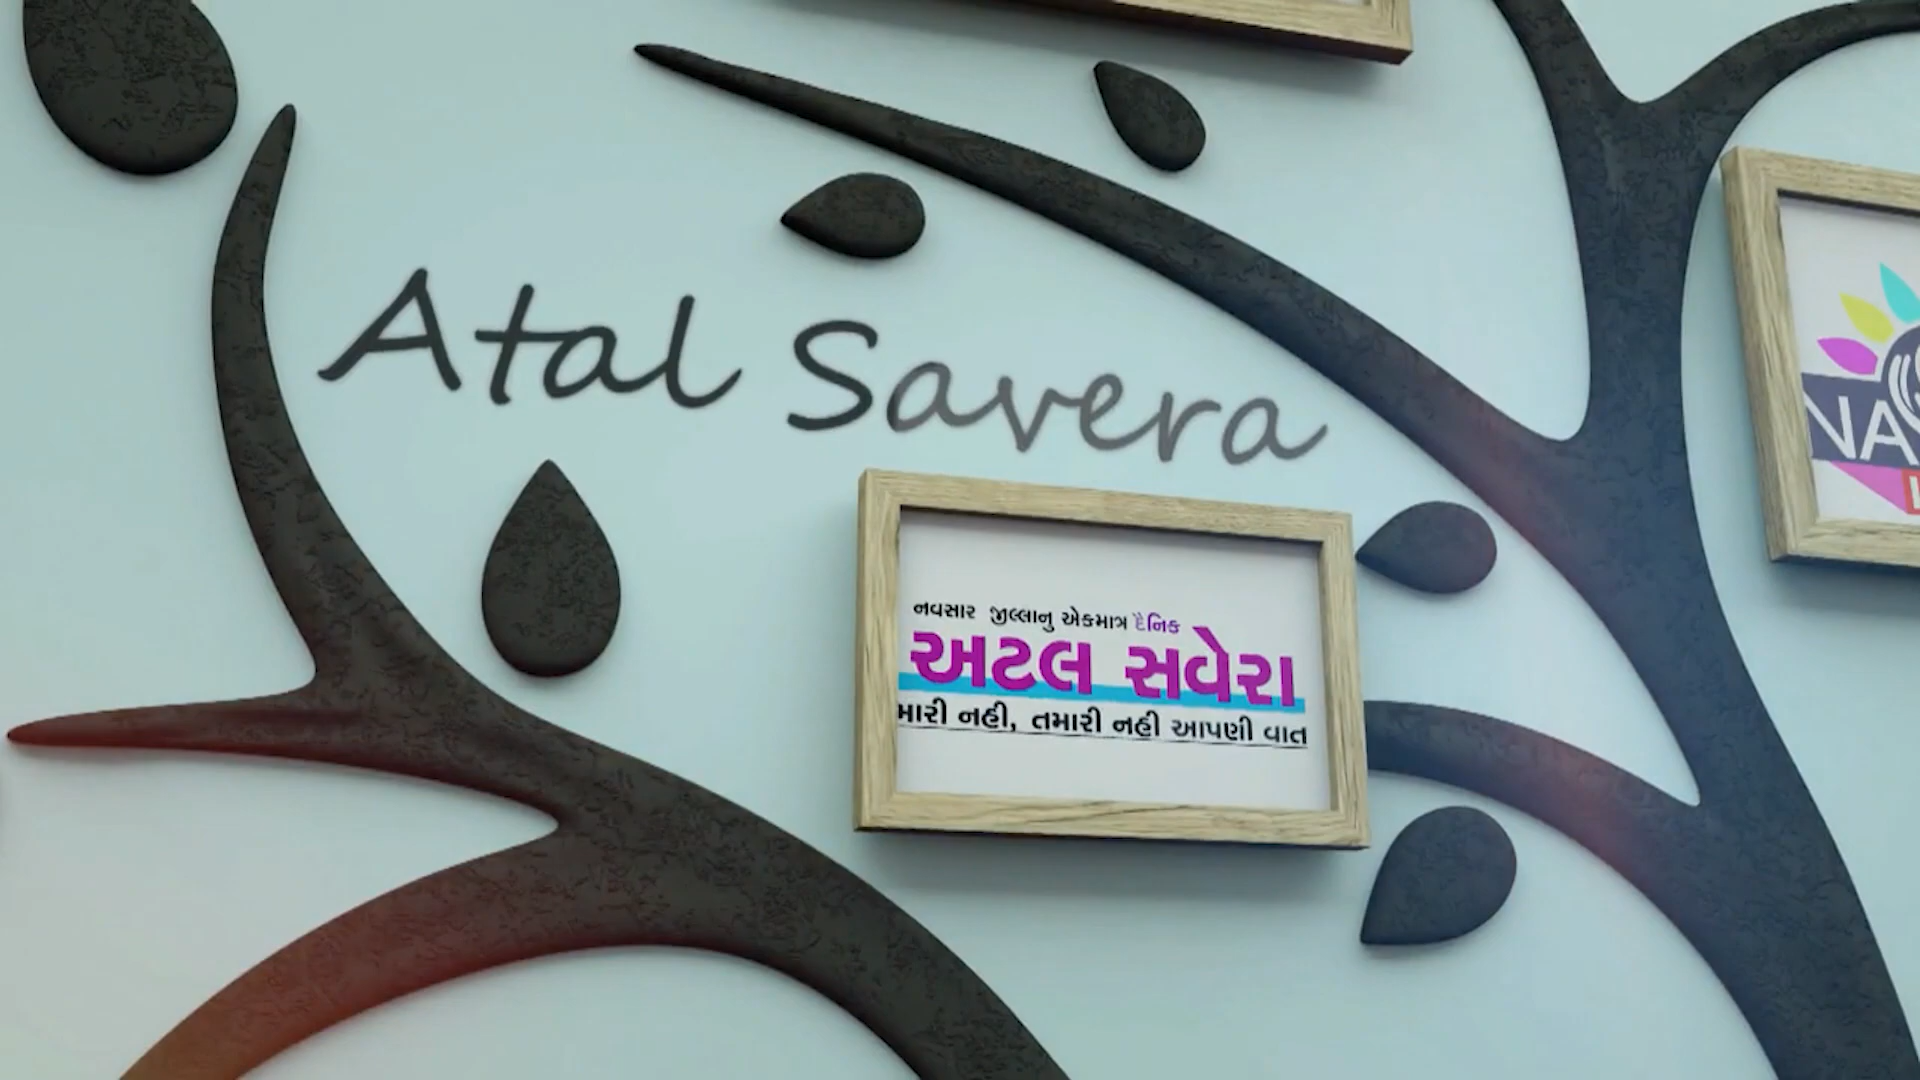 Atal Savera
નવસાર જીલ્લાનુ એકમાત્ર દૈનિક
અટલ સવેરા
મારી નહી, તમારી નહી આપણી વાત